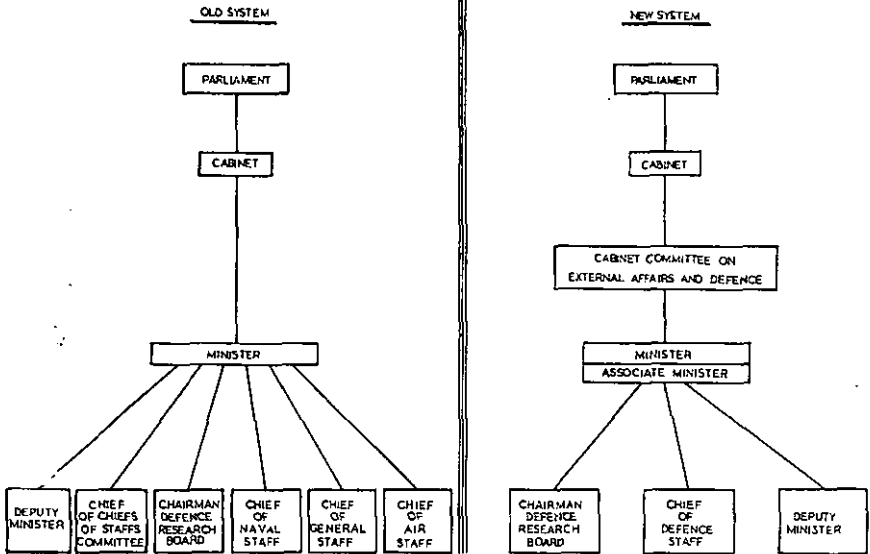 OLD SYSTEM
PARLIAMENT
CABINET
MINISTER
DEPUTY
MINISTER
CHIEF
OF CHIEFS
OF STAFFS
COMMITTEE
CHAIRMAN
DEFENCE
RESEARCH
BOARD
CHIEF
OF
NAVAL
STAFF
CHIEF
OF
GENERAL
STAFF
CHIEF
OF
AIR
STAFF
NEW SYSTEM
PARLIAMENT
CABINET
CABINET COMMITTEE ON
EXTERNAL AFFAIRS AND DEFENCE
MINISTER
ASSOCIATE MINISTER
CHAIRMAN
DEFENCE
RESEARCH
BOARD
CHIEF
OF
DEFENCE
STAFF
DEPUTY
MINISTER